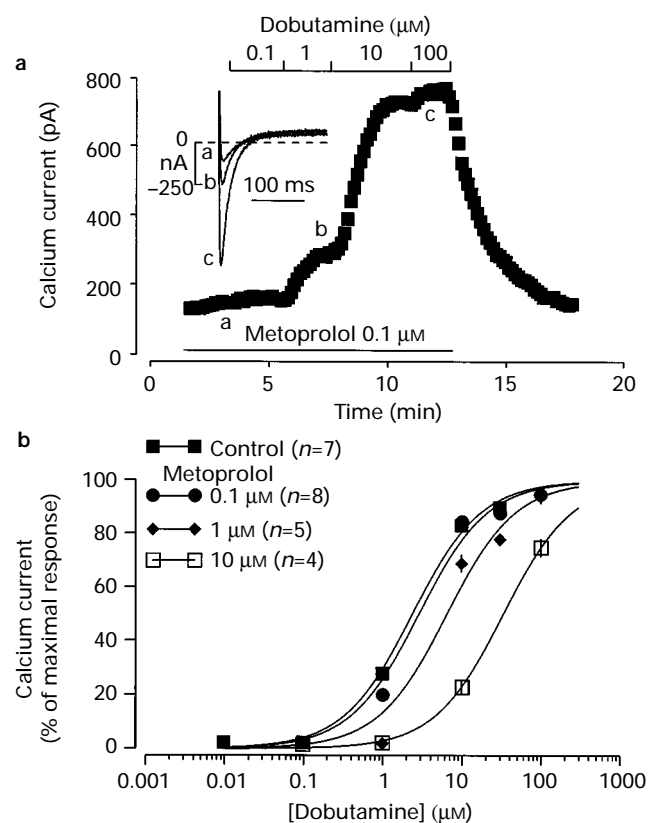 Dobutamine (µM)
0.1 1 10 100
a
800
600
400
200
0
Calcium current (pA)
0
nA
–250
a
b
c
100 ms
a
b
c
Metoprolol 0.1 µM
0 5 10 15 20
Time (min)
b
Control (n=7)
Metoprolol
0.1 µM (n=8)
1 µM (n=5)
10 µM (n=4)
100
80
60
40
20
0
Calcium current
(% of maximal response)
0.001 0.01 0.1 1 10 100 1000
[Dobutamine] (µM)